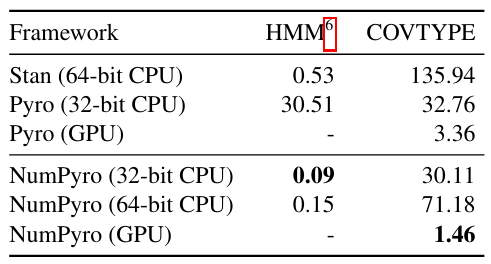 Framework HMM⁶ COVTYPE
Stan (64-bit CPU) 0.53 135.94
Pyro (32-bit CPU) 30.51 32.76
Pyro (GPU) - 3.36
NumPyro (32-bit CPU) 0.09 30.11
NumPyro (64-bit CPU) 0.15 71.18
NumPyro (GPU) - 1.46